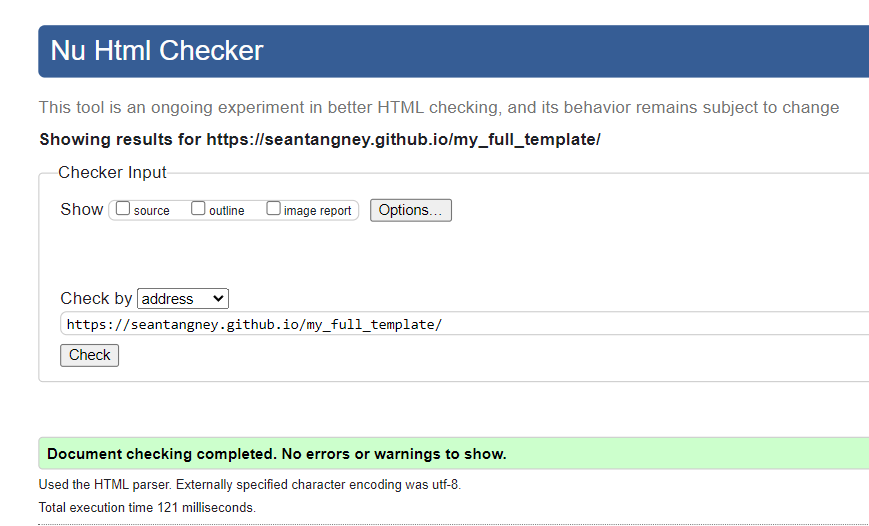 Nu Html Checker
This tool is an ongoing experiment in better HTML checking, and its behavior remains subject to change
Showing results for https://seantangney.github.io/my_full_template/
Checker Input
Show source outline image report Options...
Check by address
https://seantangney.github.io/my_full_template/
Check
Document checking completed. No errors or warnings to show.
Used the HTML parser. Externally specified character encoding was utf-8.
Total execution time 121 milliseconds.